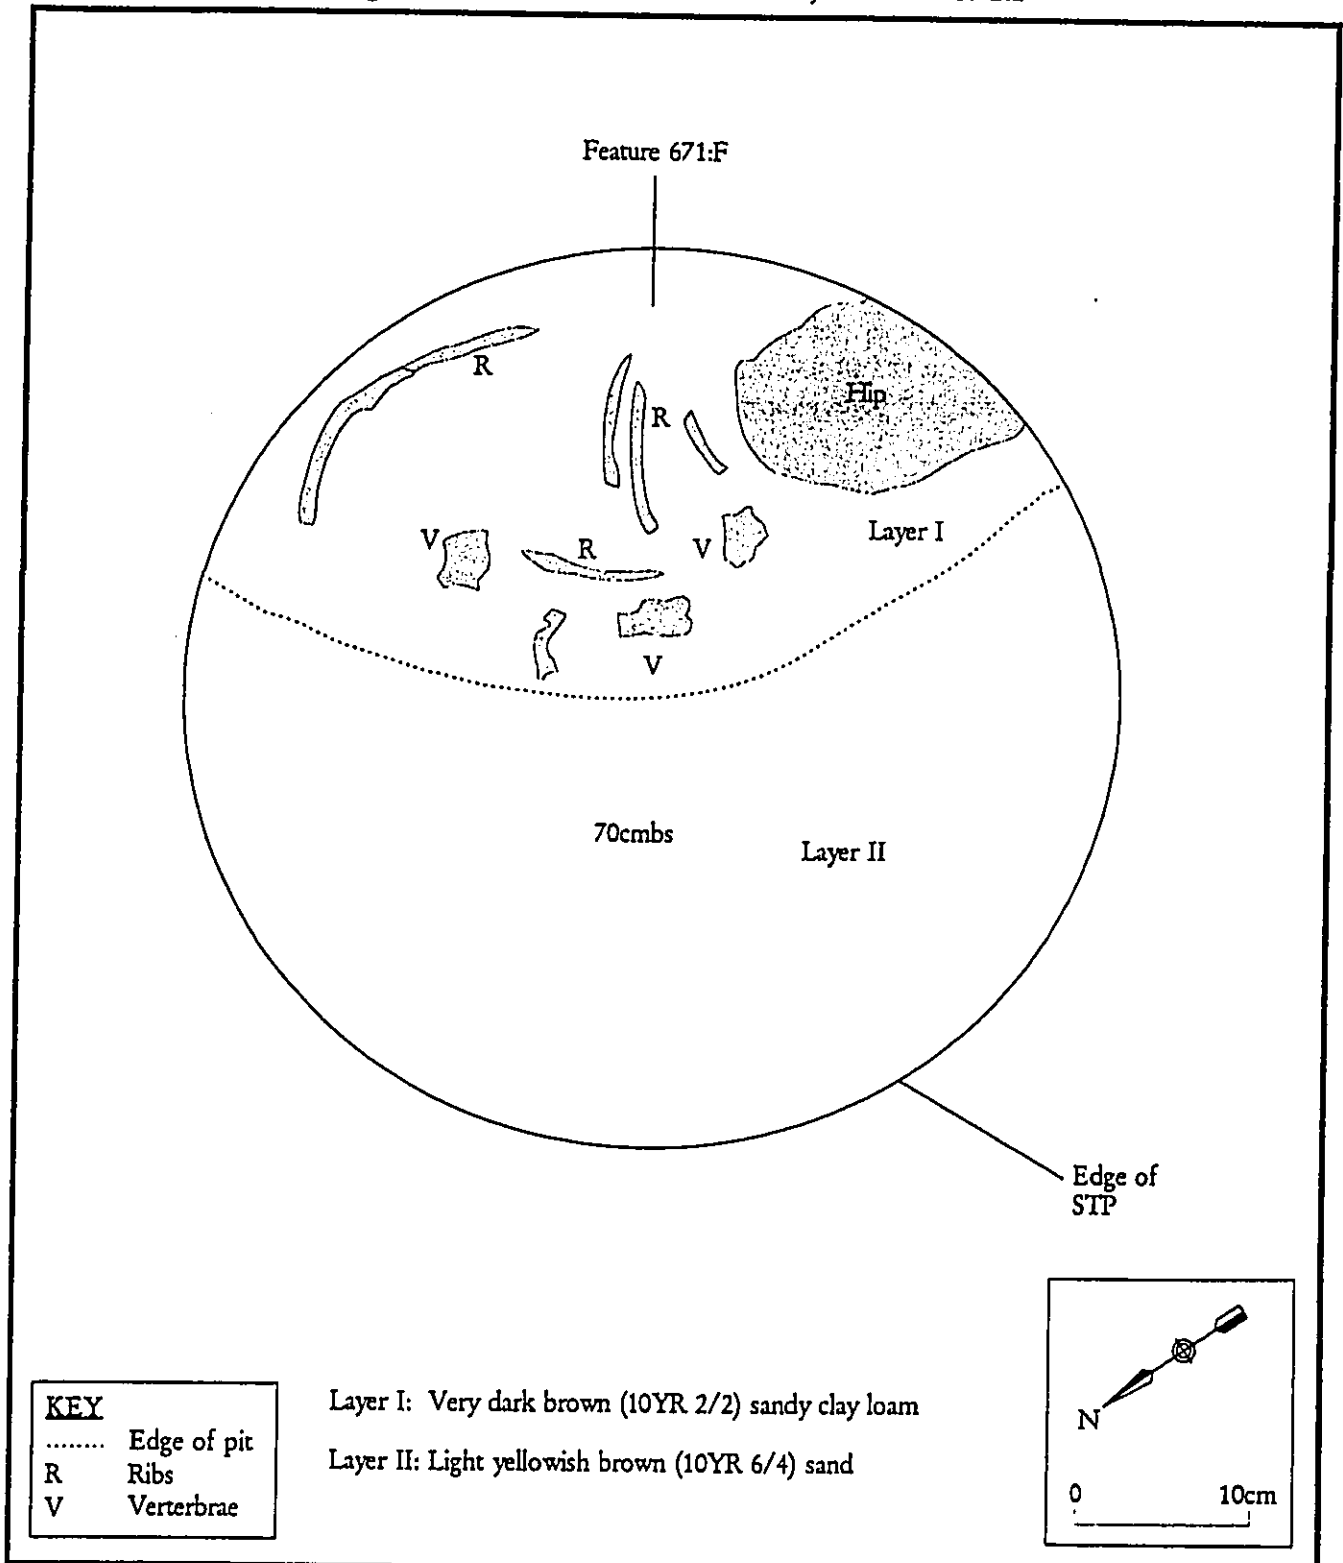 Feature 671:F
R
Hip
R
V
R
V
Layer I
V
70cmbs
Layer II
Edge of
STP
KEY
........ Edge of pit
R Ribs
V Verterbrae
Layer I: Very dark brown (10YR 2/2) sandy clay loam
Layer II: Light yellowish brown (10YR 6/4) sand
N
0 10cm